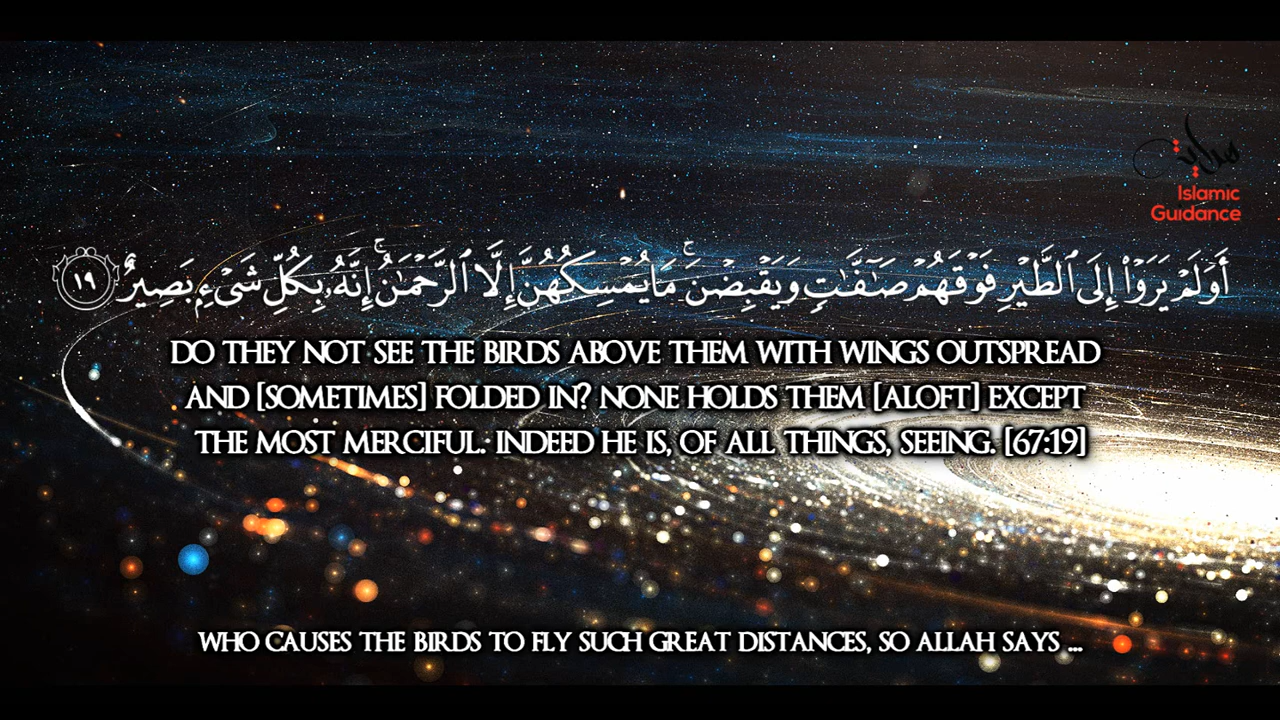 هداية
Islamic
Guidance
أَوَلَمْ يَرَوْا۟ إِلَى ٱلطَّيْرِ فَوْقَهُمْ صَـٰٓفَّـٰتٍ وَيَقْبِضْنَ ۚ مَا يُمْسِكُهُنَّ إِلَّا ٱلرَّحْمَـٰنُ ۚ إِنَّهُۥ بِكُلِّ شَىْءٍۭ بَصِيرٌ ١٩
DO THEY NOT SEE THE BIRDS ABOVE THEM WITH WINGS OUTSPREAD
AND [SOMETIMES] FOLDED IN? NONE HOLDS THEM [ALOFT] EXCEPT
THE MOST MERCIFUL. INDEED HE IS, OF ALL THINGS, SEEING. [67:19]
WHO CAUSES THE BIRDS TO FLY SUCH GREAT DISTANCES, SO ALLAH SAYS ...